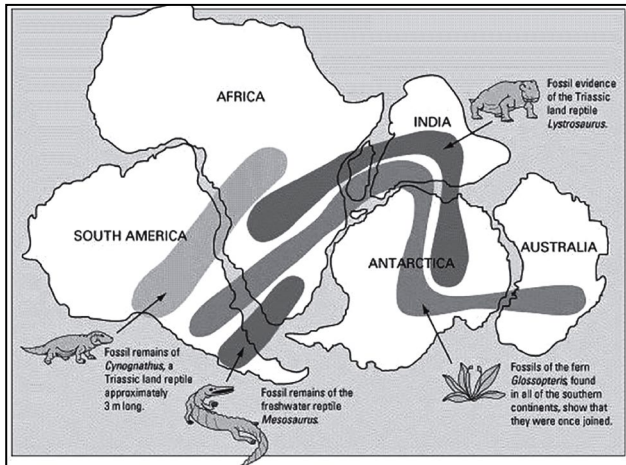 AFRICA
INDIA
SOUTH AMERICA
ANTARCTICA
AUSTRALIA
Fossil evidence
of the Triassic
land reptile
Lystrosaurus.
Fossil remains of
Cynognathus, a
Triassic land reptile
approximately
3 m long.
Fossil remains of the
freshwater reptile
Mesosaurus.
Fossils of the fern
Glossopteris, found
in all of the southern
continents, show that
they were once joined.